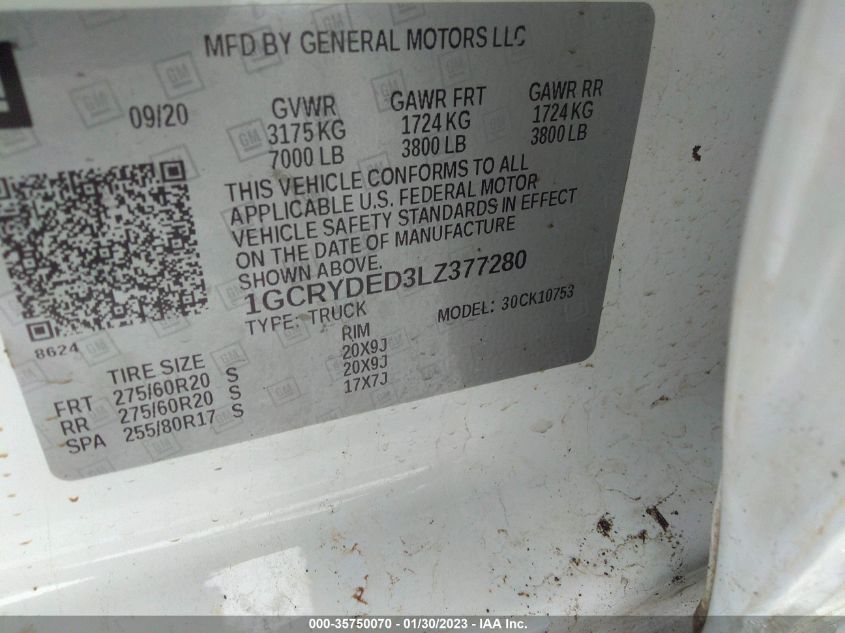 MFD BY GENERAL MOTORS LLC
09/20
GVWR GAWR FRT GAWR RR
3175 KG 1724 KG 1724 KG
7000 LB 3800 LB 3800 LB
THIS VEHICLE CONFORMS TO ALL
APPLICABLE U.S. FEDERAL MOTOR
VEHICLE SAFETY STANDARDS IN EFFECT
ON THE DATE OF MANUFACTURE
SHOWN ABOVE.
1GCRYDED3LZ377280
TYPE: TRUCK MODEL: 30CK10753
8624
TIRE SIZE RIM
FRT 275/60R20 S 20X9J
RR 275/60R20 S 20X9J
SPA 255/80R17 S 17X7J
000-35750070 - 01/30/2023 - IAA Inc.